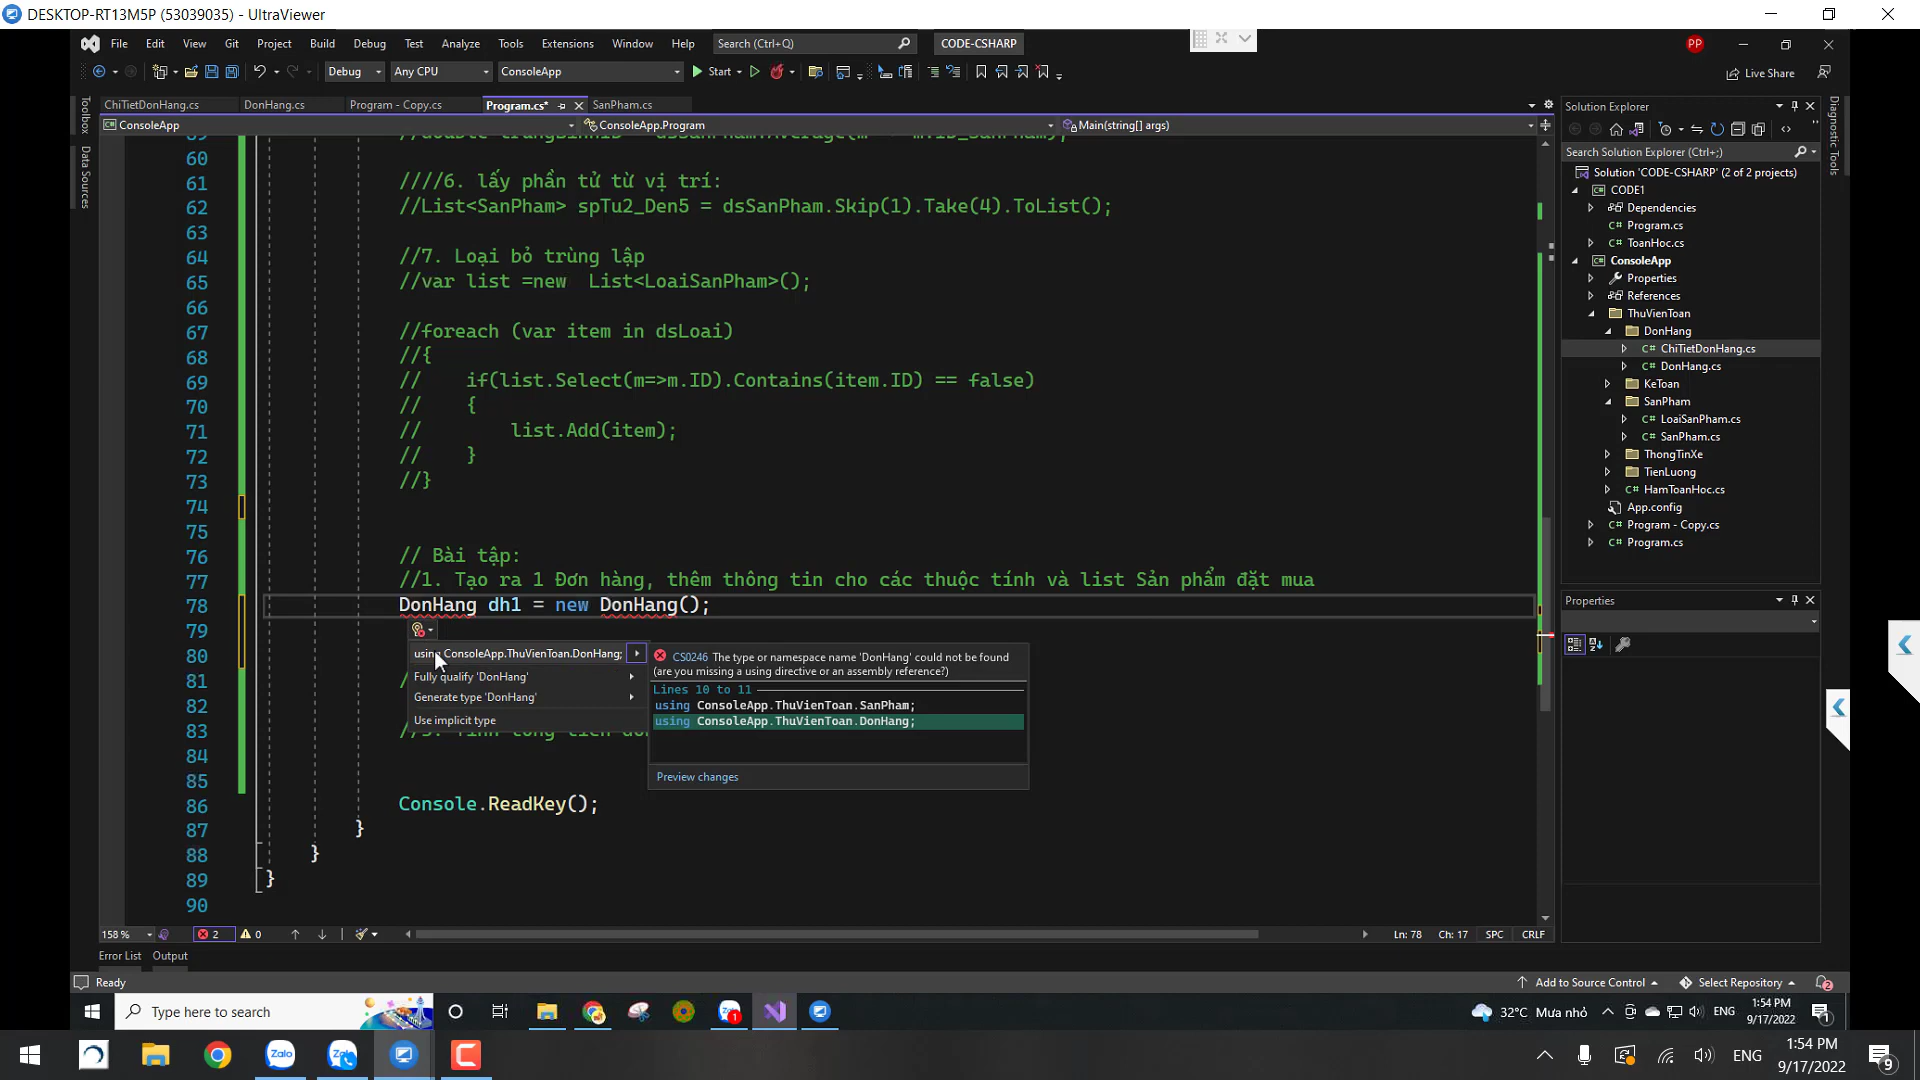 DESKTOP-RT13M5P (53039035) - UltraViewer
File Edit View Git Project Build Debug Test Analyze Tools Extensions Window Help Search (Ctrl+Q) CODE-CSHARP PP
Debug Any CPU ConsoleApp Start Live Share
ChiTietDonHang.cs DonHang.cs Program - Copy.cs Program.cs* SanPham.cs
ConsoleApp ConsoleApp.Program Main(string[] args)
Toolbox
Data Sources
60
61 ////6. lấy phần tử từ vị trí:
62 //List<SanPham> spTu2_Den5 = dsSanPham.Skip(1).Take(4).ToList();
63
64 //7. Loại bỏ trùng lập
65 //var list =new List<LoaiSanPham>();
66
67 //foreach (var item in dsLoai)
68 //{
69 // if(list.Select(m=>m.ID).Contains(item.ID) == false)
70 // {
71 // list.Add(item);
72 // }
73 //}
74
75
76 // Bài tập:
77 //1. Tạo ra 1 Đơn hàng, thêm thông tin cho các thuộc tính và list Sản phẩm đặt mua
78 DonHang dh1 = new DonHang();
79
80
81 /
82
83
84
85
86 Console.ReadKey();
87 }
88 }
89 }
90
using ConsoleApp.ThuVienToan.DonHang;
Fully qualify 'DonHang'
Generate type 'DonHang'
Use implicit type
CS0246 The type or namespace name 'DonHang' could not be found
(are you missing a using directive or an assembly reference?)
Lines 10 to 11
using ConsoleApp.ThuVienToan.SanPham;
using ConsoleApp.ThuVienToan.DonHang;
Preview changes
158 % 2 0 Ln: 78 Ch: 17 SPC CRLF
Error List Output
Ready Add to Source Control Select Repository 2
Solution Explorer
Search Solution Explorer (Ctrl+;)
Solution 'CODE-CSHARP' (2 of 2 projects)
CODE1
Dependencies
Program.cs
ToanHoc.cs
ConsoleApp
Properties
References
ThuVienToan
DonHang
ChiTietDonHang.cs
DonHang.cs
KeToan
SanPham
LoaiSanPham.cs
SanPham.cs
ThongTinXe
TienLuong
HamToanHoc.cs
App.config
Program - Copy.cs
Program.cs
Properties
Diagnostic Tools
Type here to search 1 32°C Mưa nhỏ ENG 1:54 PM 9/17/2022 1
Zalo Zalo ENG 1:54 PM 9/17/2022 9